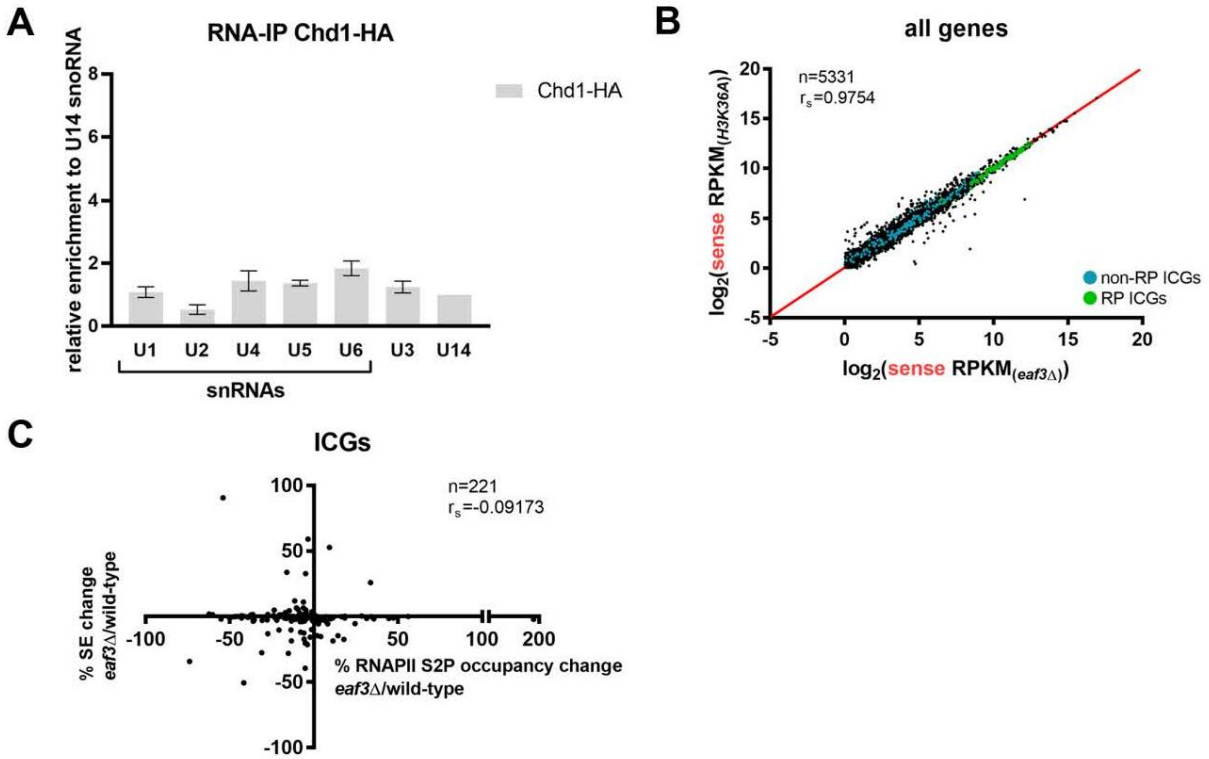 A
RNA-IP Chd1-HA
relative enrichment to U14 snoRNA
8
6
4
2
0
Chd1-HA
U1 U2 U4 U5 U6 U3 U14
snRNAs
B
all genes
n=5331
rs=0.9754
log2(sense RPKM(H3K36A))
20
15
10
5
0
-5
non-RP ICGs
RP ICGs
-5 0 5 10 15 20
log2(sense RPKM(eaf3Δ))
C
ICGs
n=221
rs=-0.09173
% SE change
eaf3Δ/wild-type
100
50
-50
-100
-100 -50 50 100 200
% RNAPII S2P occupancy change
eaf3Δ/wild-type